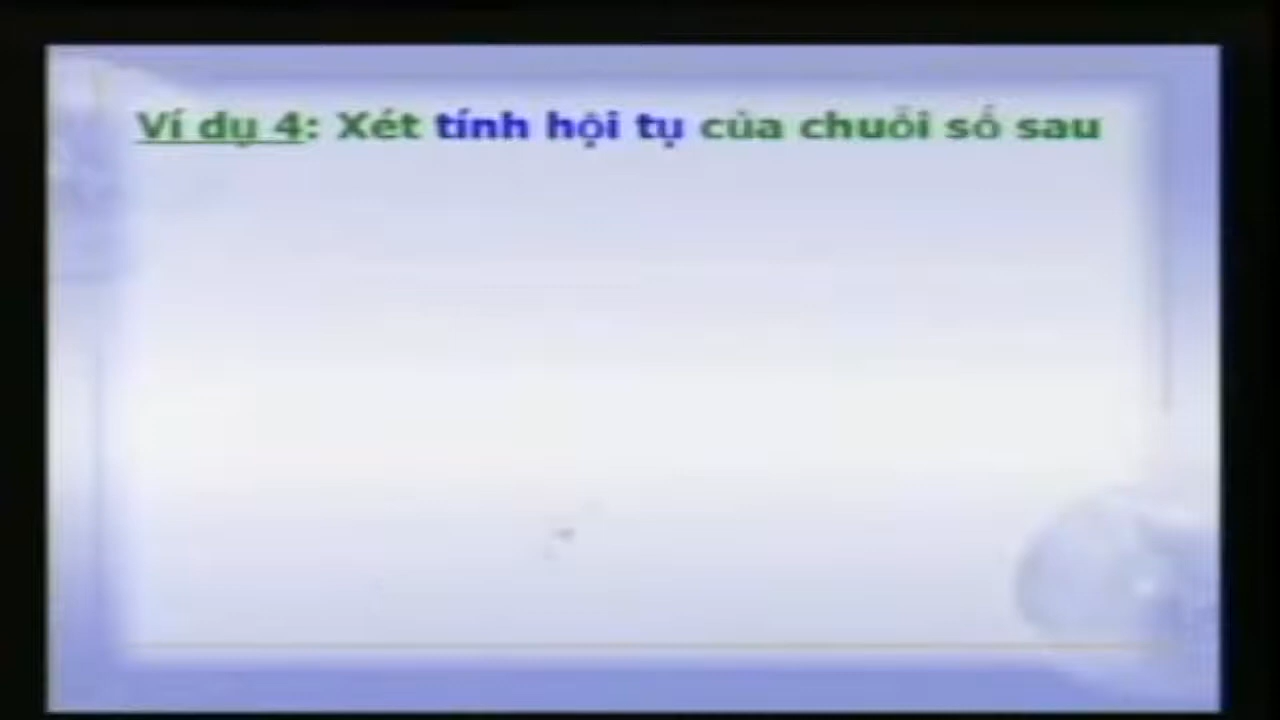 Ví dụ 4: Xét tính hội tụ của chuỗi số sau